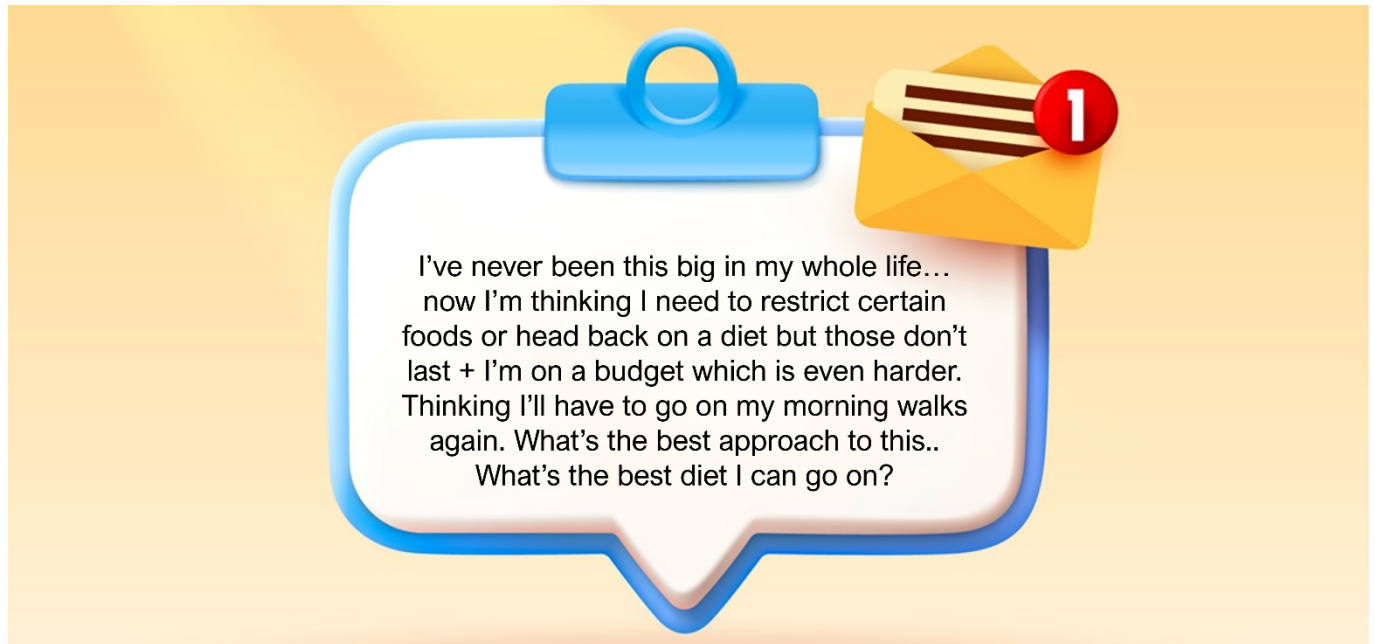 1
I’ve never been this big in my whole life…
now I’m thinking I need to restrict certain
foods or head back on a diet but those don’t
last + I’m on a budget which is even harder.
Thinking I’ll have to go on my morning walks
again. What’s the best approach to this..
What’s the best diet I can go on?